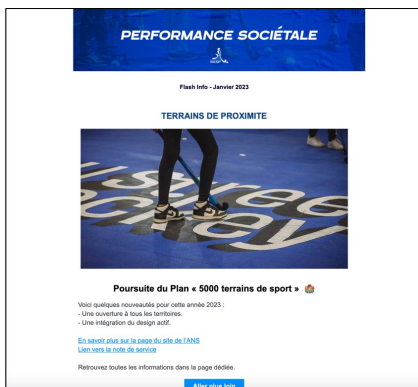 PERFORMANCE SOCIÉTALE
Flash Info - Janvier 2023
TERRAINS DE PROXIMITE
street
hockey
Poursuite du Plan « 5000 terrains de sport »
Voici quelques nouveautés pour cette année 2023 :
- Une ouverture à tous les territoires.
- Une intégration du design actif.
En savoir plus sur la page du site de l'ANS
Lien vers la note de service
Retrouvez toutes les informations dans la page dédiée.
Aller plus loin